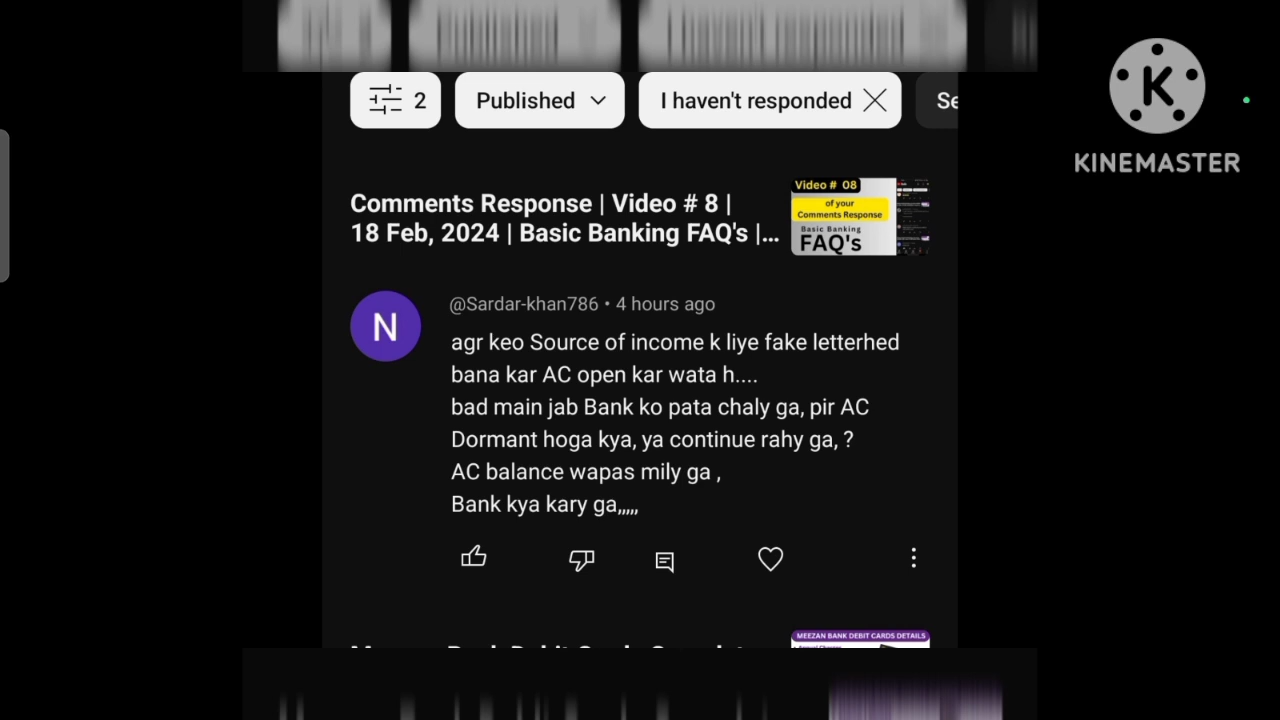 2
Published
I haven't responded
Se
K
KINEMASTER
Comments Response | Video # 8 |
18 Feb, 2024 | Basic Banking FAQ's |...
Video # 08
of your
Comments Response
Basic Banking
FAQ's
N
@Sardar-khan786 • 4 hours ago
agr keo Source of income k liye fake letterhed
bana kar AC open kar wata h....
bad main jab Bank ko pata chaly ga, pir AC
Dormant hoga kya, ya continue rahy ga, ?
AC balance wapas mily ga ,
Bank kya kary ga,,,,,
MEEZAN BANK DEBIT CARDS DETAILS